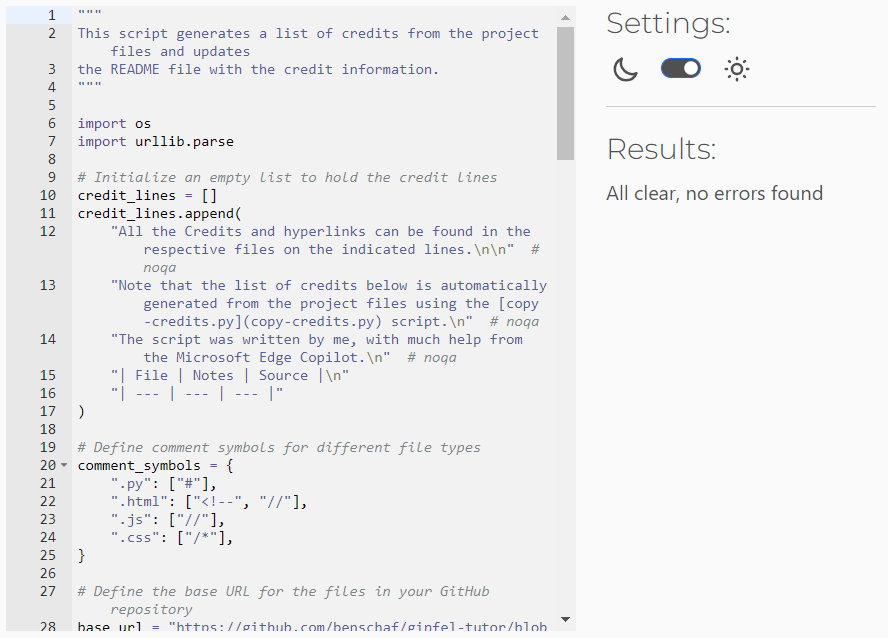 1 """
2 This script generates a list of credits from the project
files and updates
3 the README file with the credit information.
4 """
5
6 import os
7 import urllib.parse
8
9 # Initialize an empty list to hold the credit lines
10 credit_lines = []
11 credit_lines.append(
12 "All the Credits and hyperlinks can be found in the
respective files on the indicated lines.\n\n"  #
noqa
13 "Note that the list of credits below is automatically
generated from the project files using the [copy
-credits.py](copy-credits.py) script.\n"  # noqa
14 "The script was written by me, with much help from
the Microsoft Edge Copilot.\n"  # noqa
15 "| File | Notes | Source |\n"
16 "| --- | --- | --- |"
17 )
18
19 # Define comment symbols for different file types
20 comment_symbols = {
21 ".py": ["#"],
22 ".html": ["<!--", "//"],
23 ".js": ["//"],
24 ".css": ["/*"],
25 }
26
27 # Define the base URL for the files in your GitHub
repository
28 base_url = "https://github.com/benschaf/gipfel-tutor/blob
Settings:
Results:
All clear, no errors found